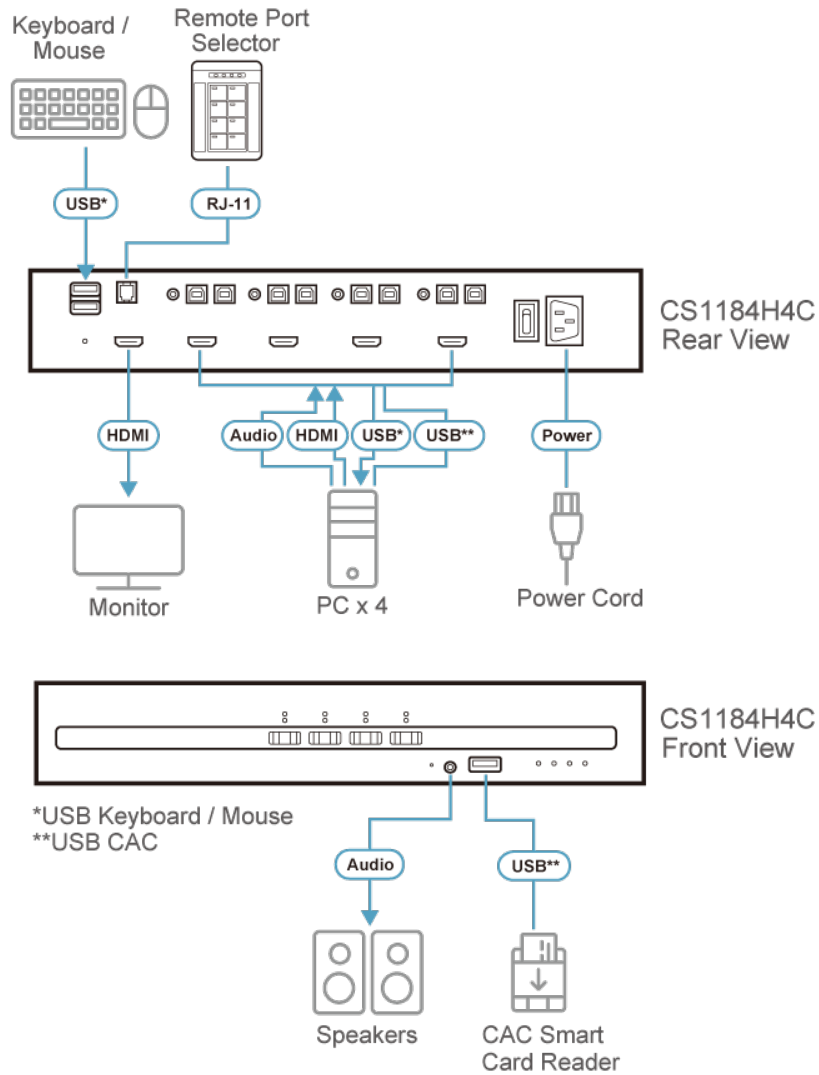 Keyboard /
Mouse
Remote Port
Selector
USB*
RJ-11
CS1184H4C
Rear View
HDMI
Audio
HDMI
USB*
USB**
Power
Monitor
PC x 4
Power Cord
CS1184H4C
Front View
*USB Keyboard / Mouse
**USB CAC
Audio
USB**
Speakers
CAC Smart
Card Reader